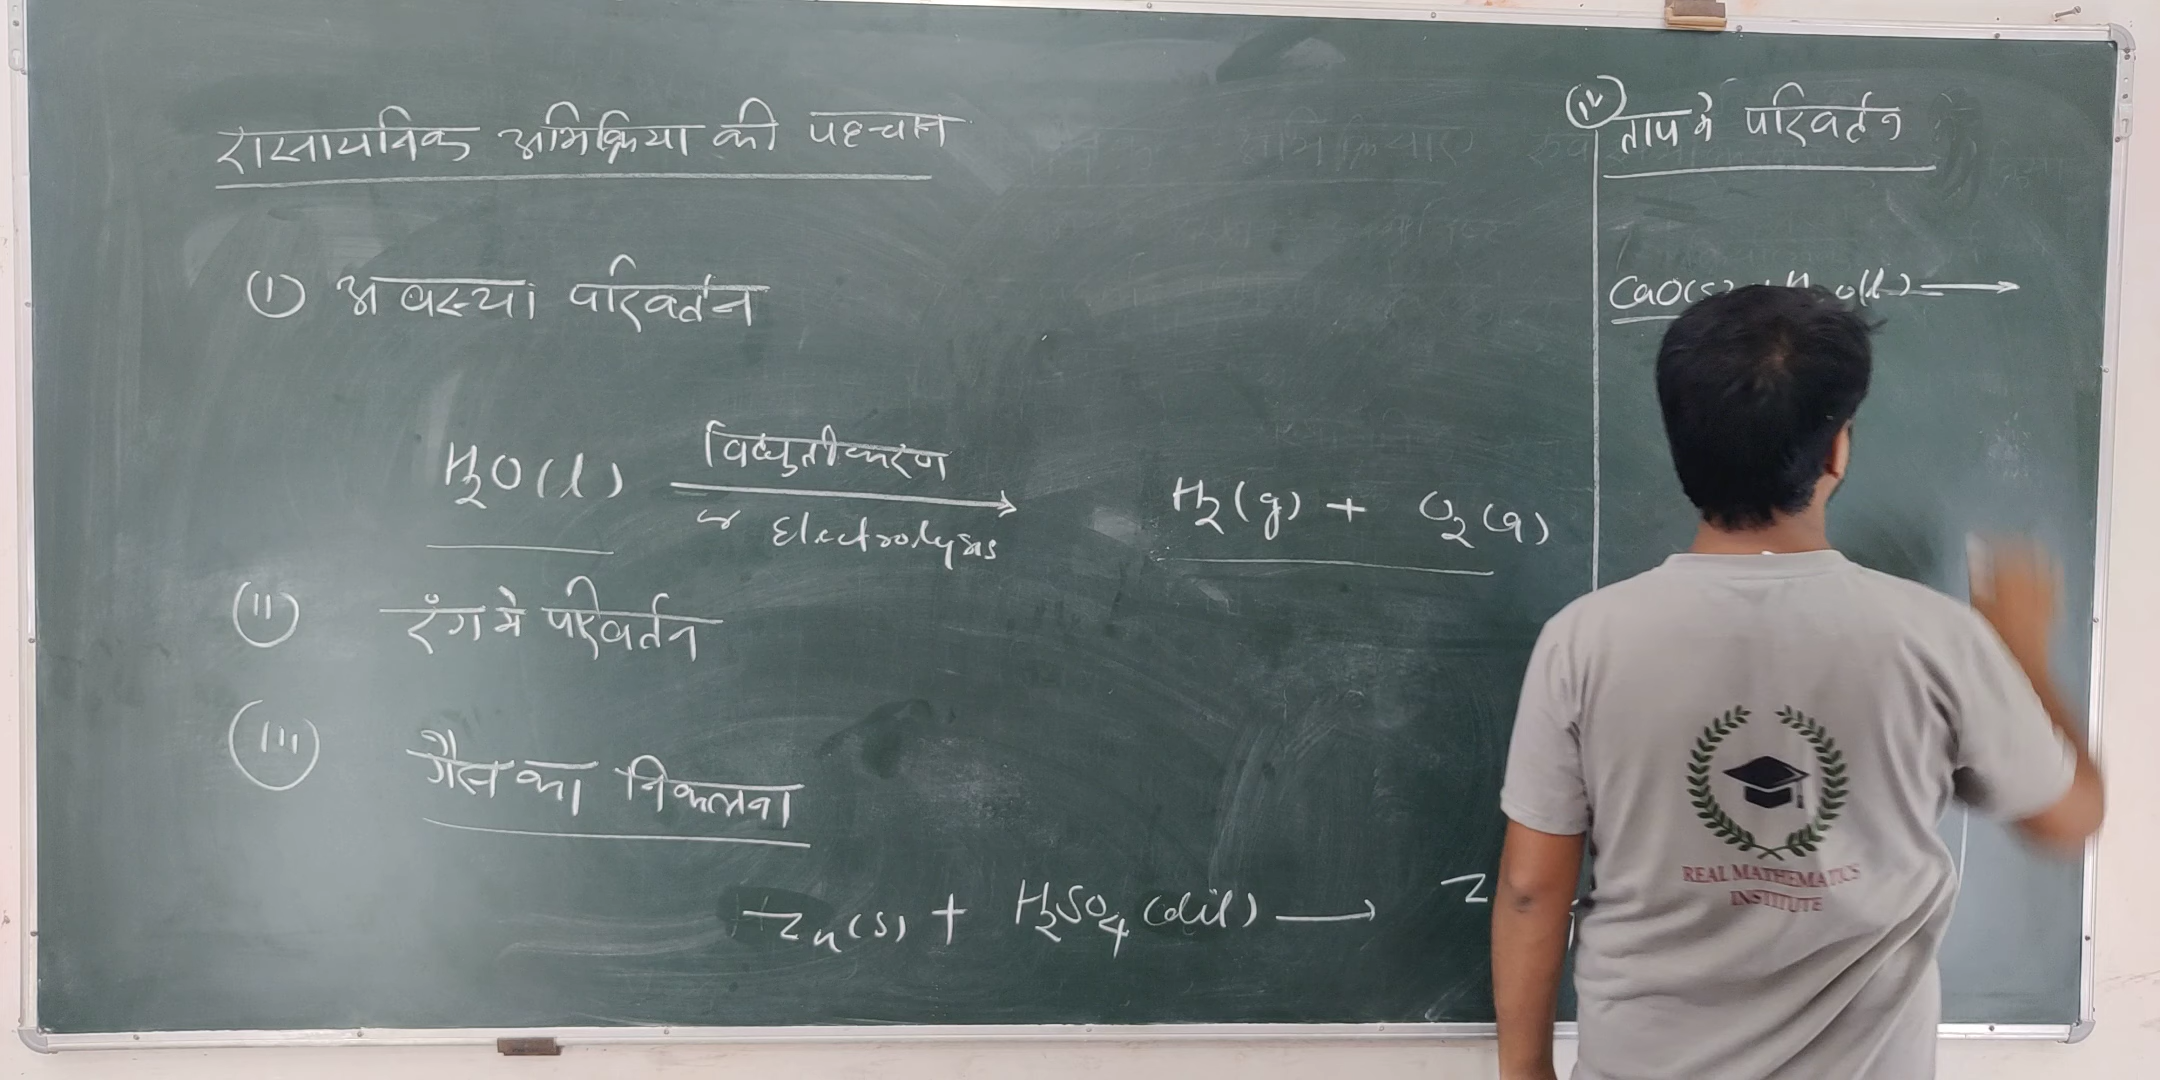 रासायनिक अभिक्रिया की पहचान
(I) अवस्था परिवर्तन
H2O(l) विद्युतीकरण → H2(g) + O2(g)
or Electrolysis
(II) रंग मे परिवर्तन
(III) गैस का निकलना
Zn(s) + H2SO4(dil) → Z
(IV) ताप मे परिवर्तन
CaO(s) + H2O(l) →
REAL MATHEMATICS
INSTITUTE